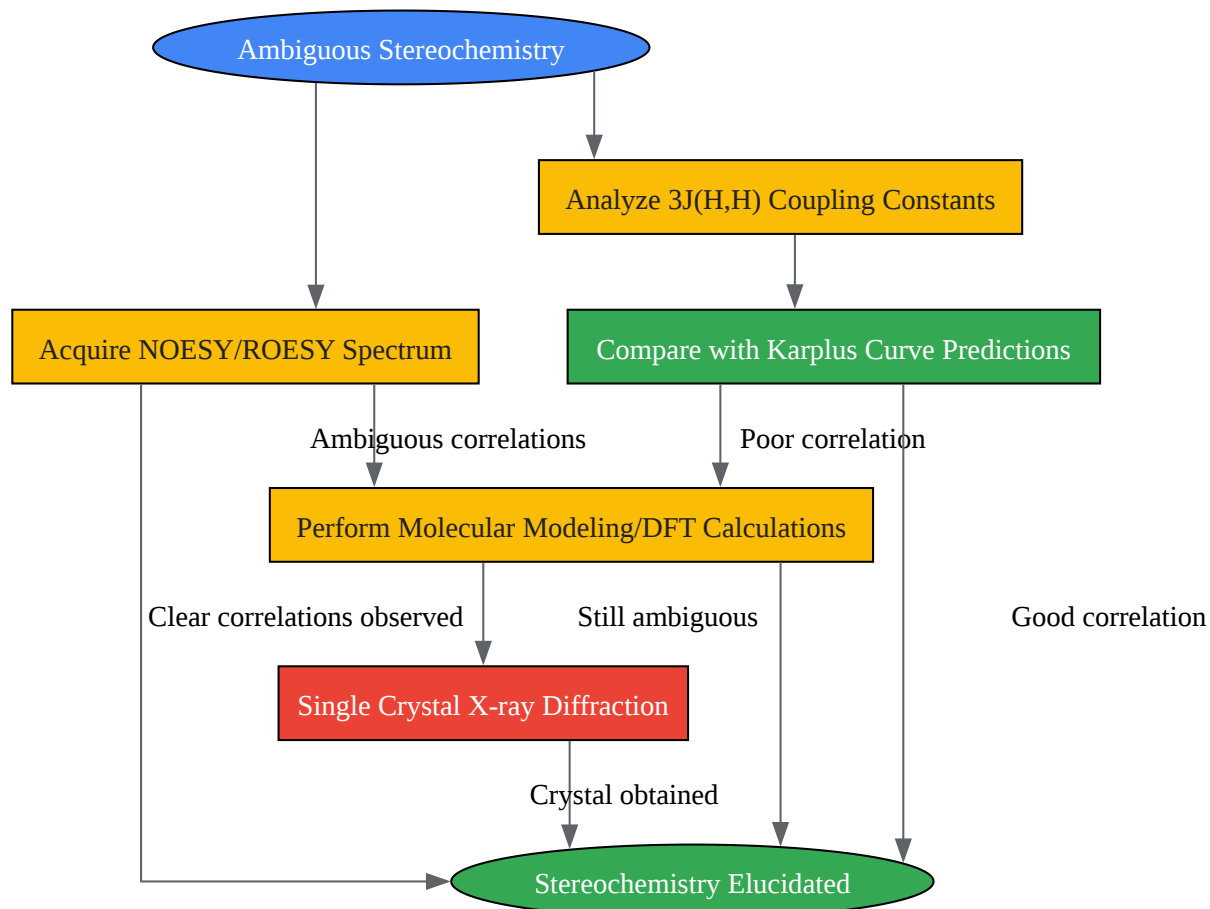 Ambiguous Stereochemistry
Analyze 3J(H,H) Coupling Constants
Acquire NOESY/ROESY Spectrum
Compare with Karplus Curve Predictions
Ambiguous correlations
Poor correlation
Perform Molecular Modeling/DFT Calculations
Clear correlations observed
Still ambiguous
Good correlation
Single Crystal X-ray Diffraction
Crystal obtained
Stereochemistry Elucidated